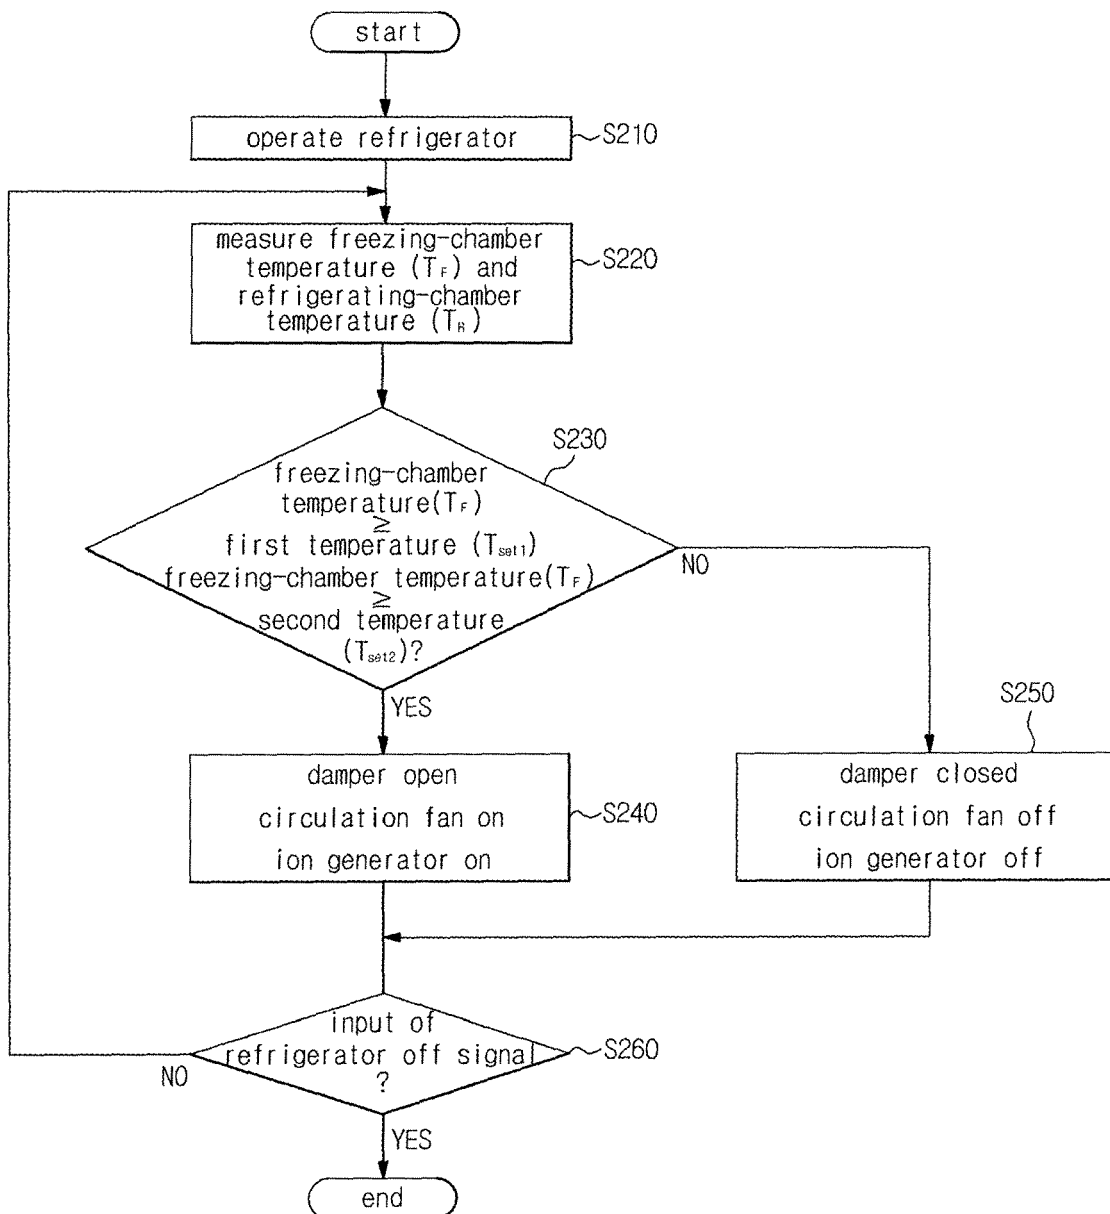 start
operate refrigerator
S210
measure freezing-chamber
temperature (TF) and
refrigerating-chamber
temperature (TR)
S220
S230
freezing-chamber
temperature(TF)
≥
first temperature (Tset1)
freezing-chamber temperature(TF)
≥
second temperature
(Tset2)?
NO
YES
S250
damper open
circulation fan on
ion generator on
S240
damper closed
circulation fan off
ion generator off
input of
refrigerator off signal
?
S260
NO
YES
end